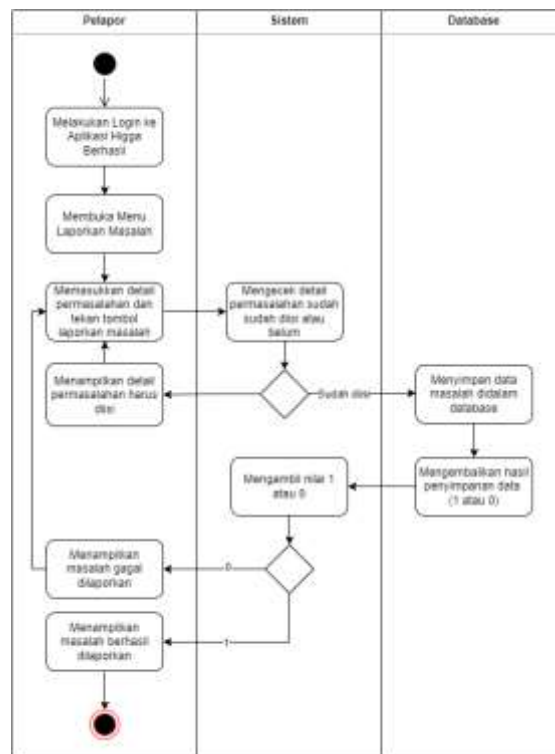 Pelapor
Sistem
Database
Melakukan Login ke
Aplikasi Higga
Berhasil
Membuka Menu
Laporkan Masalah
Memasukkan detail
permasalahan dan
tekan tombol
laporkan masalah
Mengecek detail
permasalahan sudah
sudah diisi atau
belum
Menampilkan detail
permasalahan harus
diisi
Sudah diisi
Menyimpan data
masalah didalam
database
Mengambil nilai 1
atau 0
Mengembalikan hasil
penyimpanan data
(1 atau 0)
Menampilkan
masalah gagal
dilaporkan
0
Menampilkan
masalah berhasil
dilaporkan
1